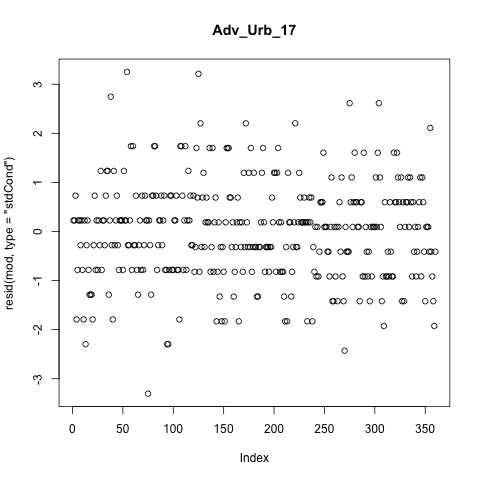 Adv_Urb_17
resid(mod, type = "stdCond")
3
2
1
0
-1
-2
-3
0 50 100 150 200 250 300 350
Index